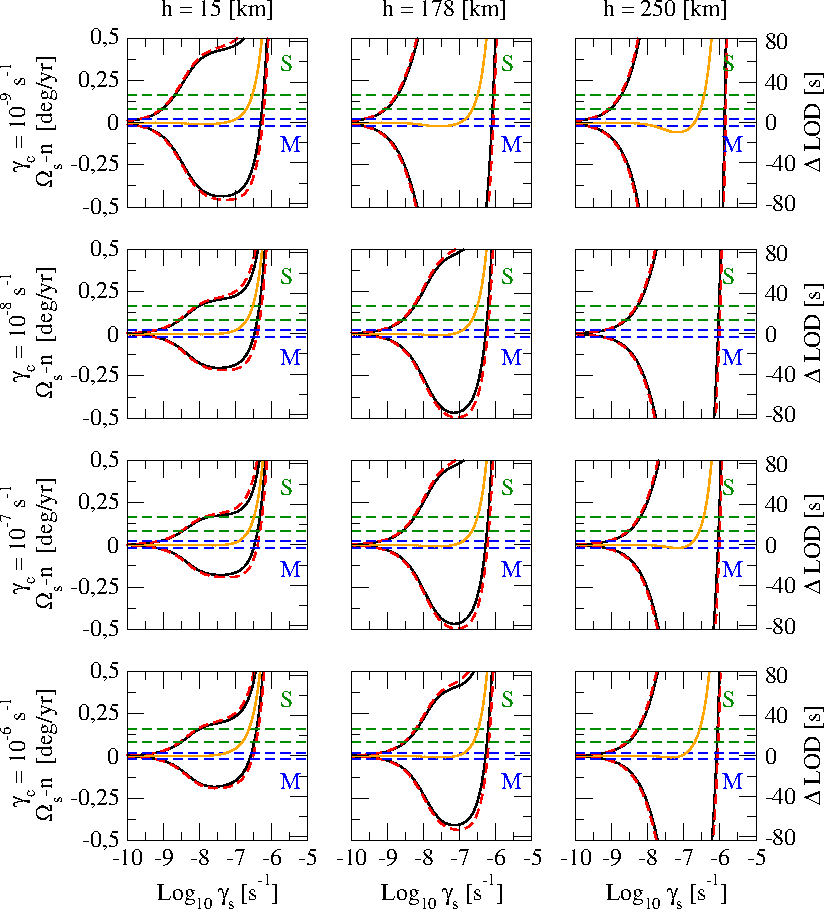 h = 15 [km] h = 178 [km] h = 250 [km]
γc = 10^-9 s^-1
Ωs-n [deg/yr]
0,5
0,25
0
-0,25
-0,5
S M
S M
S M
80
40
0
-40
-80
Δ LOD [s]
γc = 10^-8 s^-1
Ωs-n [deg/yr]
0,5
0,25
0
-0,25
-0,5
S M
S M
S M
80
40
0
-40
-80
Δ LOD [s]
γc = 10^-7 s^-1
Ωs-n [deg/yr]
0,5
0,25
0
-0,25
-0,5
S M
S M
S M
80
40
0
-40
-80
Δ LOD [s]
γc = 10^-6 s^-1
Ωs-n [deg/yr]
0,5
0,25
0
-0,25
-0,5
S M
S M
S M
80
40
0
-40
-80
Δ LOD [s]
-10 -9 -8 -7 -6 -5 -10 -9 -8 -7 -6 -5 -10 -9 -8 -7 -6 -5
Log10 γs [s^-1] Log10 γs [s^-1] Log10 γs [s^-1]